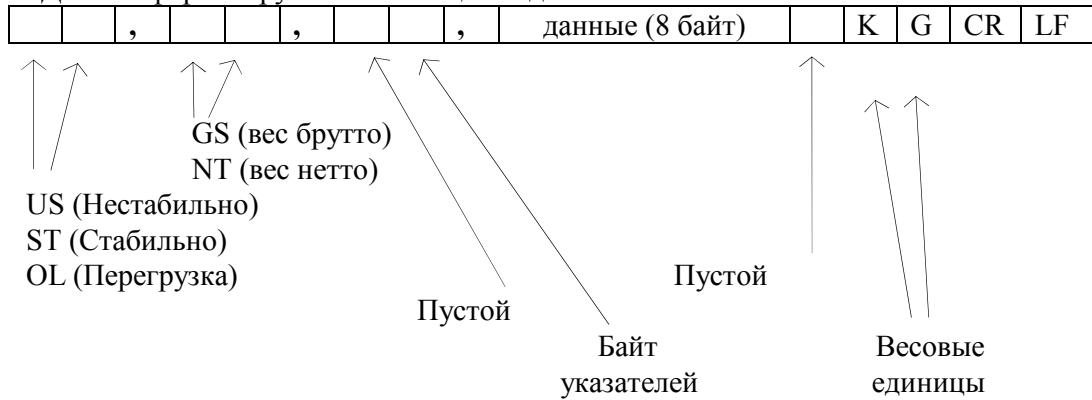 , , , данные (8 байт) K G CR LF
GS (вес брутто)
NT (вес нетто)
US (Нестабильно)
ST (Стабильно)
OL (Перегрузка)
Пустой
Пустой
Байт
указателей
Весовые
единицы